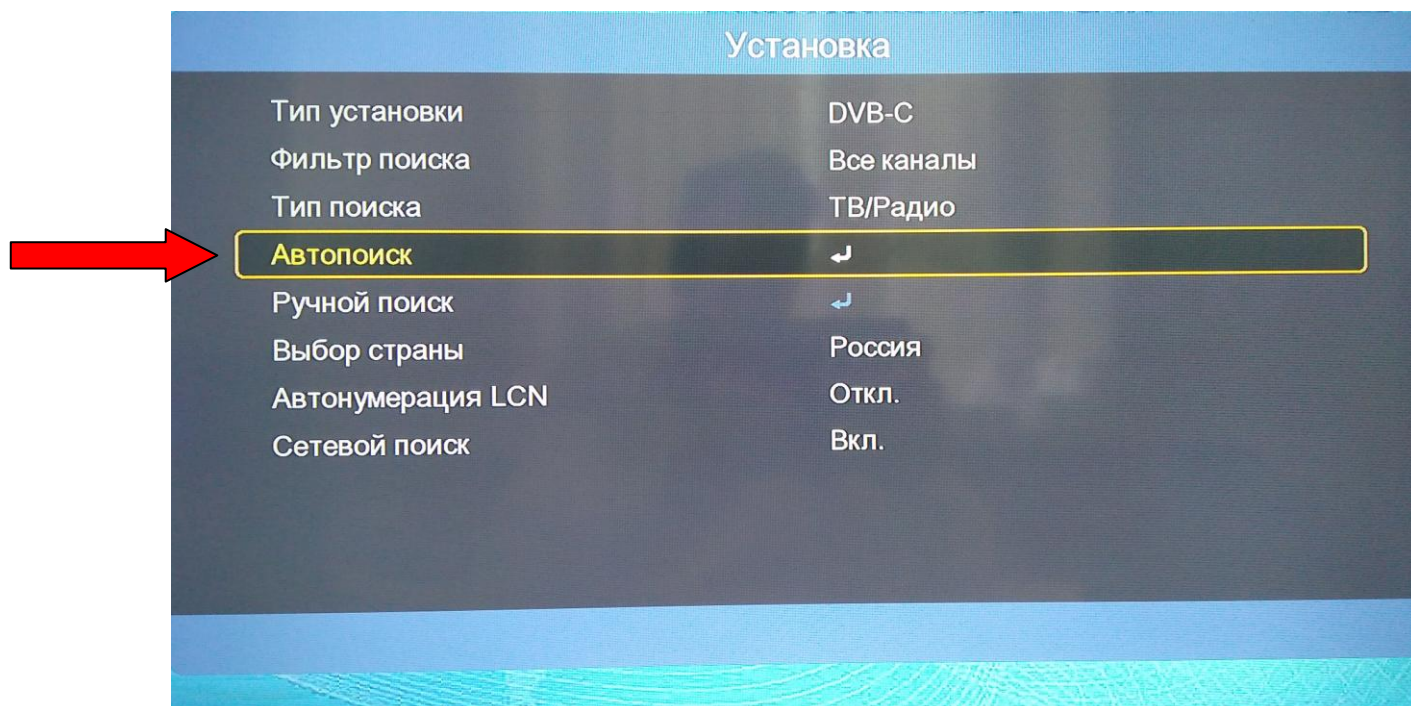 Установка
Тип установки DVB-C
Фильтр поиска Все каналы
Тип поиска ТВ/Радио
Автопоиск
Ручной поиск
Выбор страны Россия
Автонумерация LCN Откл.
Сетевой поиск Вкл.